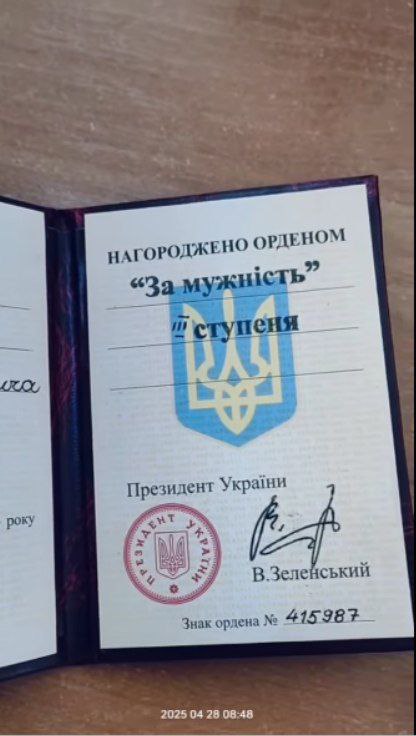 НАГОРОДЖЕНО ОРДЕНОМ
“За мужність”
III ступеня
року
Президент України
ПРЕЗИДЕНТ УКРАЇНИ
В.Зеленський
Знак ордена № 415987
2025 04 28 08:48